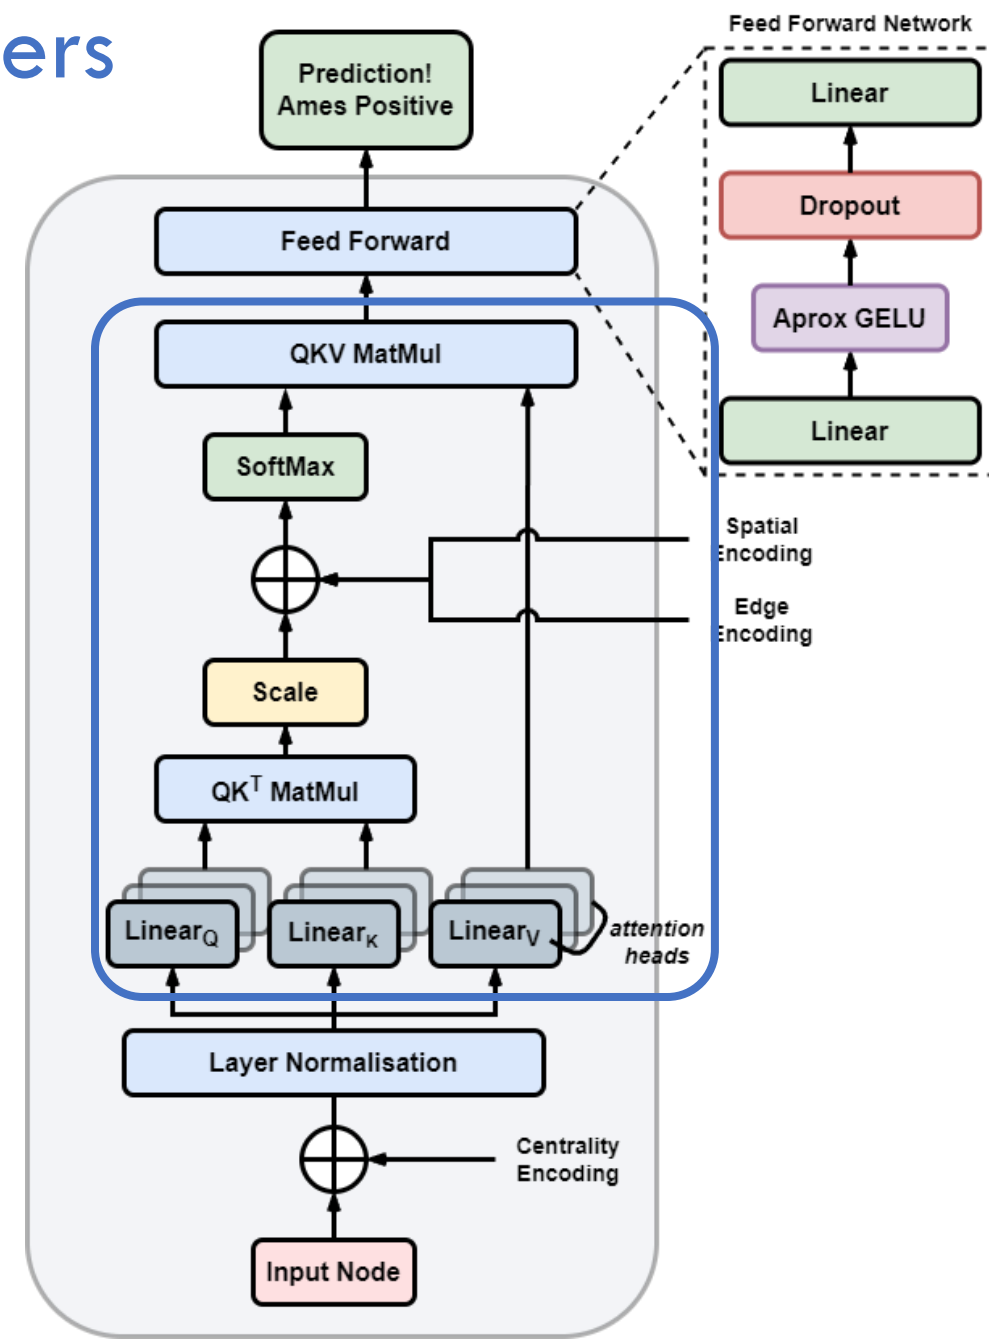 ers
Feed Forward Network
Prediction!
Ames Positive
Linear
Dropout
Aprox GELU
Linear
Feed Forward
QKV MatMul
SoftMax
Spatial
Encoding
Edge
Encoding
Scale
QKᵀ MatMul
LinearQ
LinearK
LinearV
attention
heads
Layer Normalisation
Centrality
Encoding
Input Node